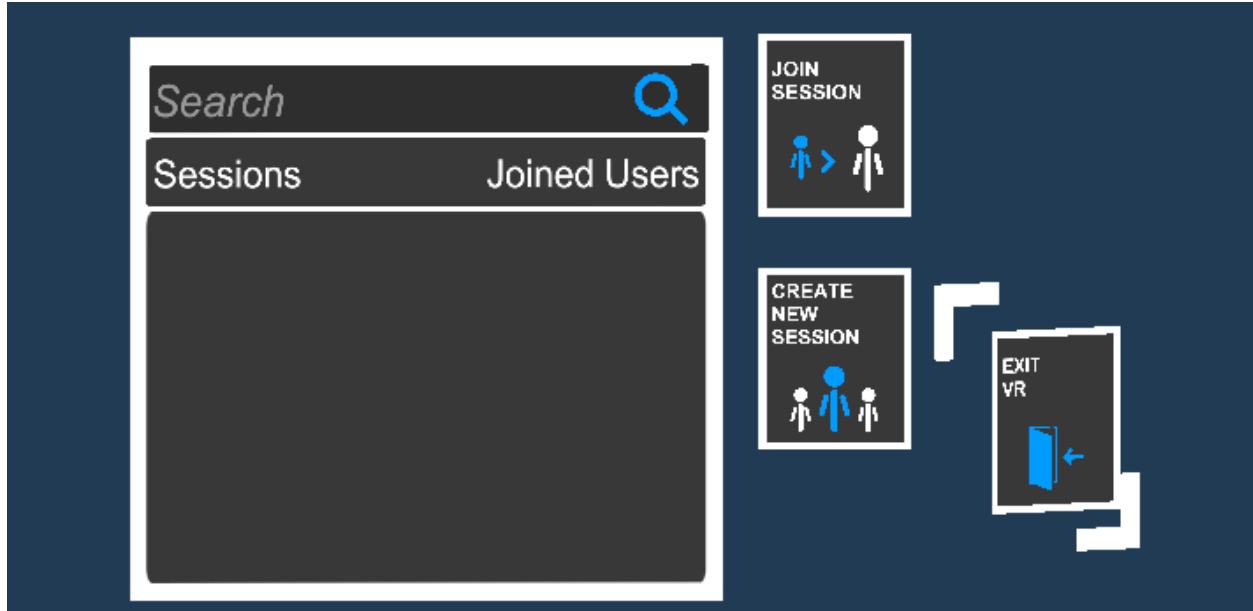 Search
Sessions Joined Users
JOIN
SESSION
CREATE
NEW
SESSION
EXIT
VR